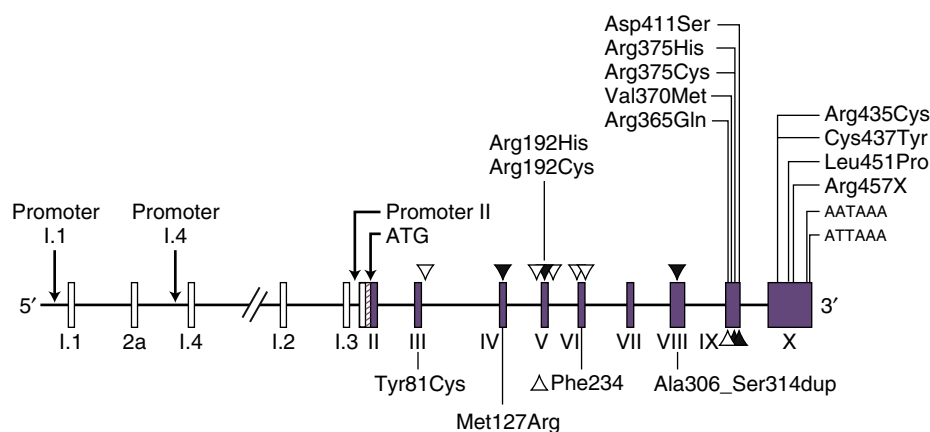 Asp411Ser
Arg375His
Arg375Cys
Val370Met
Arg365Gln
Arg435Cys
Cys437Tyr
Leu451Pro
Arg457X
AATAAA
ATTAAA
Arg192His
Arg192Cys
Promoter
I.1
Promoter
I.4
Promoter II
ATG
5′
3′
I.1
2a
I.4
I.2
I.3
II
III
IV
V
VI
VII
VIII
IX
X
Tyr81Cys
△Phe234
Ala306_Ser314dup
Met127Arg